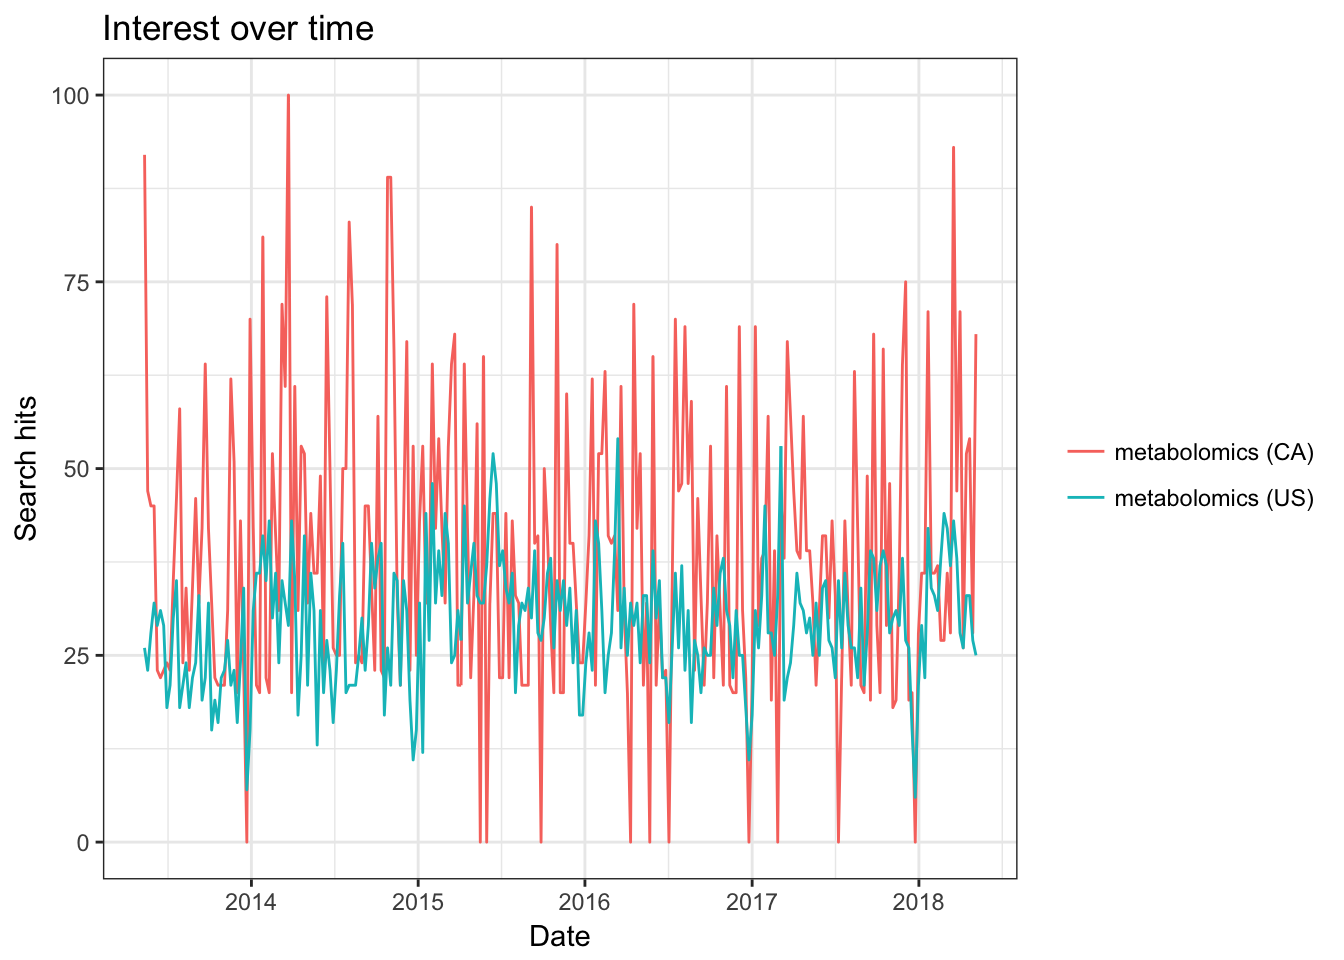 Interest over time
100
75
50
25
0
Search hits
2014 2015 2016 2017 2018
Date
metabolomics (CA)
metabolomics (US)